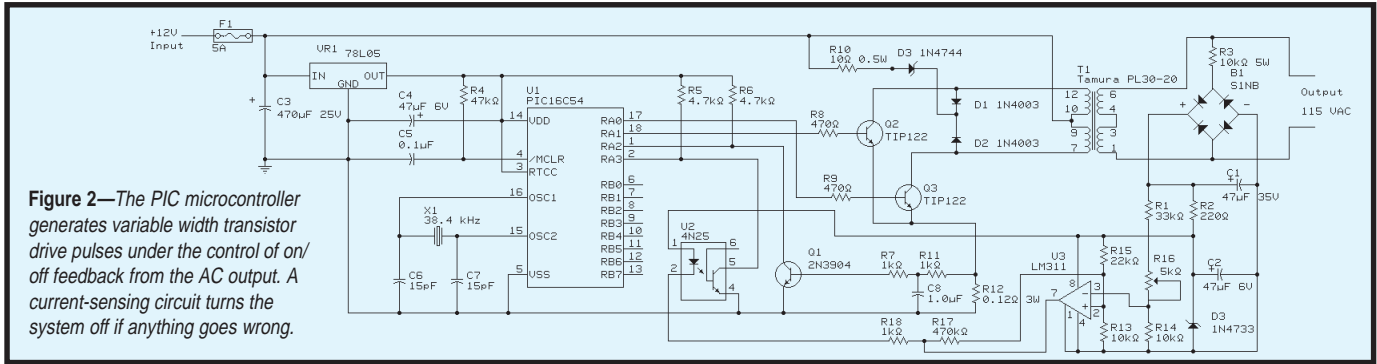 +12V
Input
F1
5A
VR1 78L05
IN
OUT
GND
+
C3
470µF 25V
C4
47µF 6V
+
C5
0.1µF
R4
47kΩ
U1
PIC16C54
14 VDD
4 /MCLR
3 RTCC
16 OSC1
15 OSC2
5 VSS
RA0 17
RA1 18
RA2 1
RA3 2
RB0 6
RB1 7
RB2 8
RB3 9
RB4 10
RB5 11
RB6 12
RB7 13
X1
38.4 kHz
C6
15pF
C7
15pF
R5
4.7kΩ
R6
4.7kΩ
R10
10Ω 0.5W
D3 1N4744
R8
470Ω
Q2
TIP122
D1 1N4003
D2 1N4003
R9
470Ω
Q3
TIP122
T1
Tamura PL30-20
12
10
9
7
6
4
3
1
R3
10kΩ 5W
B1
S1NB
+
−
Output
115 VAC
C1
47µF 35V
+
R1
33kΩ
R2
220Ω
U2
4N25
1
2
6
5
4
Q1
2N3904
R7
1kΩ
R11
1kΩ
C8
1.0µF
R12
0.12Ω 3W
R18
1kΩ
R17
470kΩ
U3
LM311
7
8
3
2
1
4
−
+
R15
22kΩ
R16
5kΩ
R13
10kΩ
R14
10kΩ
C2
47µF 6V
+
D3
1N4733
Figure 2—The PIC microcontroller
generates variable width transistor
drive pulses under the control of on/
off feedback from the AC output. A
current-sensing circuit turns the
system off if anything goes wrong.